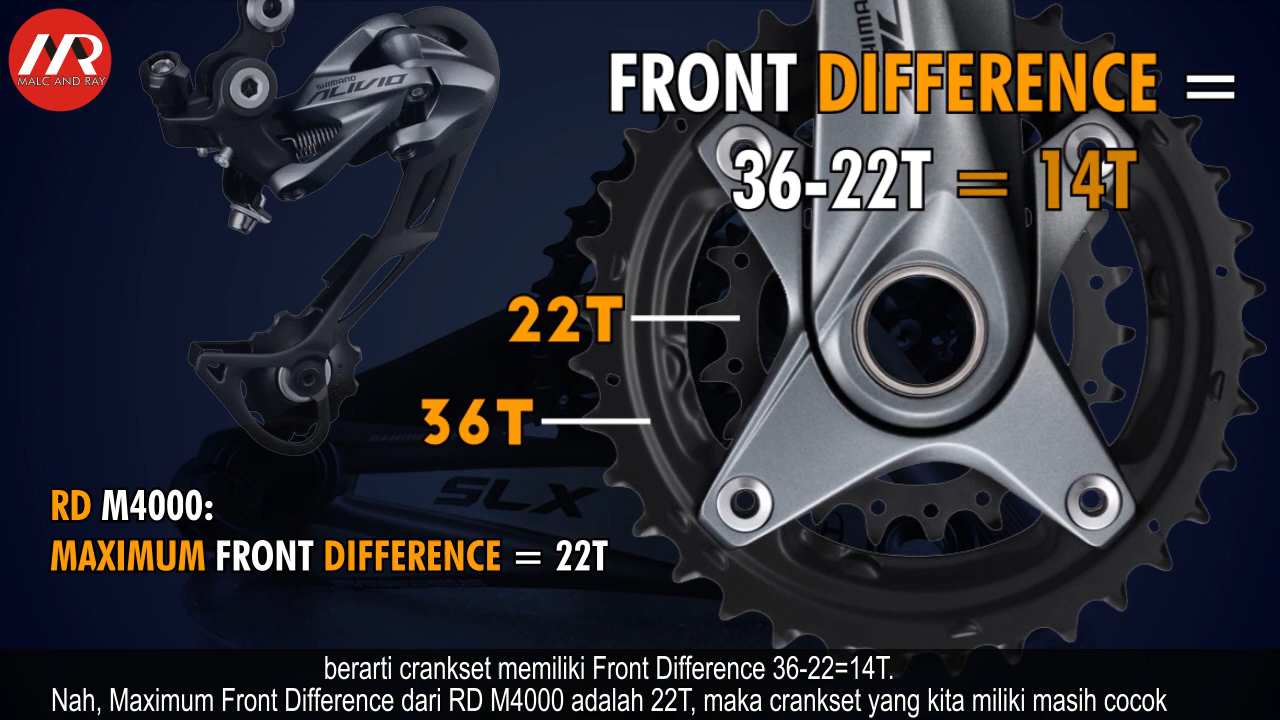 MR
MALC AND RAY
SHIMANO
ALIVIO
FRONT DIFFERENCE =
36-22T = 14T
22T
36T
SLX
RD M4000:
MAXIMUM FRONT DIFFERENCE = 22T
berarti crankset memiliki Front Difference 36-22=14T.
Nah, Maximum Front Difference dari RD M4000 adalah 22T, maka crankset yang kita miliki masih cocok